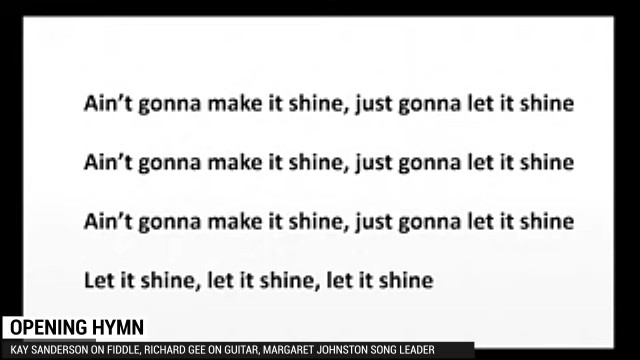 Ain't gonna make it shine, just gonna let it shine
Ain't gonna make it shine, just gonna let it shine
Ain't gonna make it shine, just gonna let it shine
Let it shine, let it shine, let it shine
OPENING HYMN
KAY SANDERSON ON FIDDLE, RICHARD GEE ON GUITAR, MARGARET JOHNSTON SONG LEADER